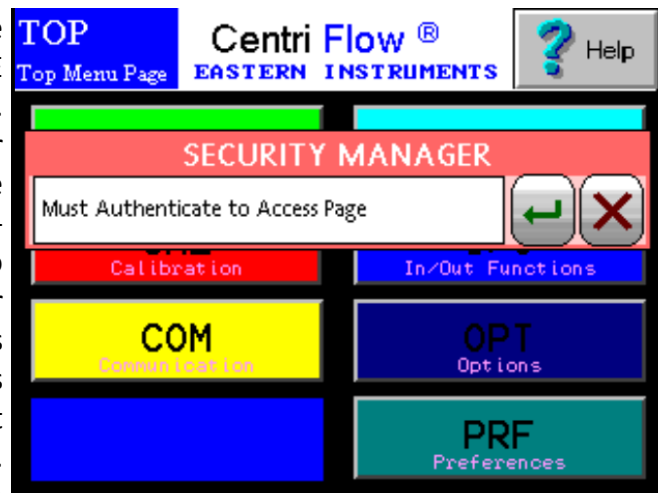 TOP
Top Menu Page
Centri Flow ®
EASTERN INSTRUMENTS
Help
SECURITY MANAGER
Must Authenticate to Access Page
Calibration
In/Out Functions
COM
Communication
OPT
Options
PRF
Preferences